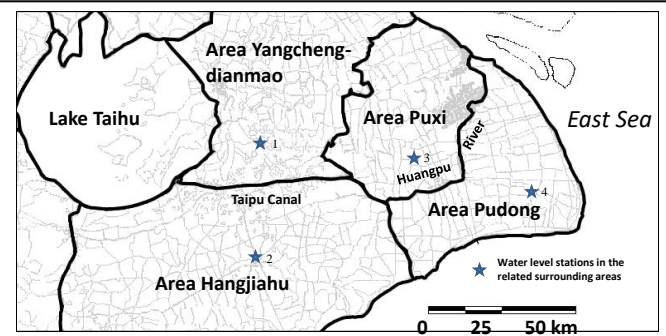 Area Yangcheng-
dianmao
Lake Taihu
Area Puxi
East Sea
1
3
River
Huangpu
Taipu Canal
4
Area Pudong
2
Area Hangjiahu
Water level stations in the
related surrounding areas
0 25 50 km